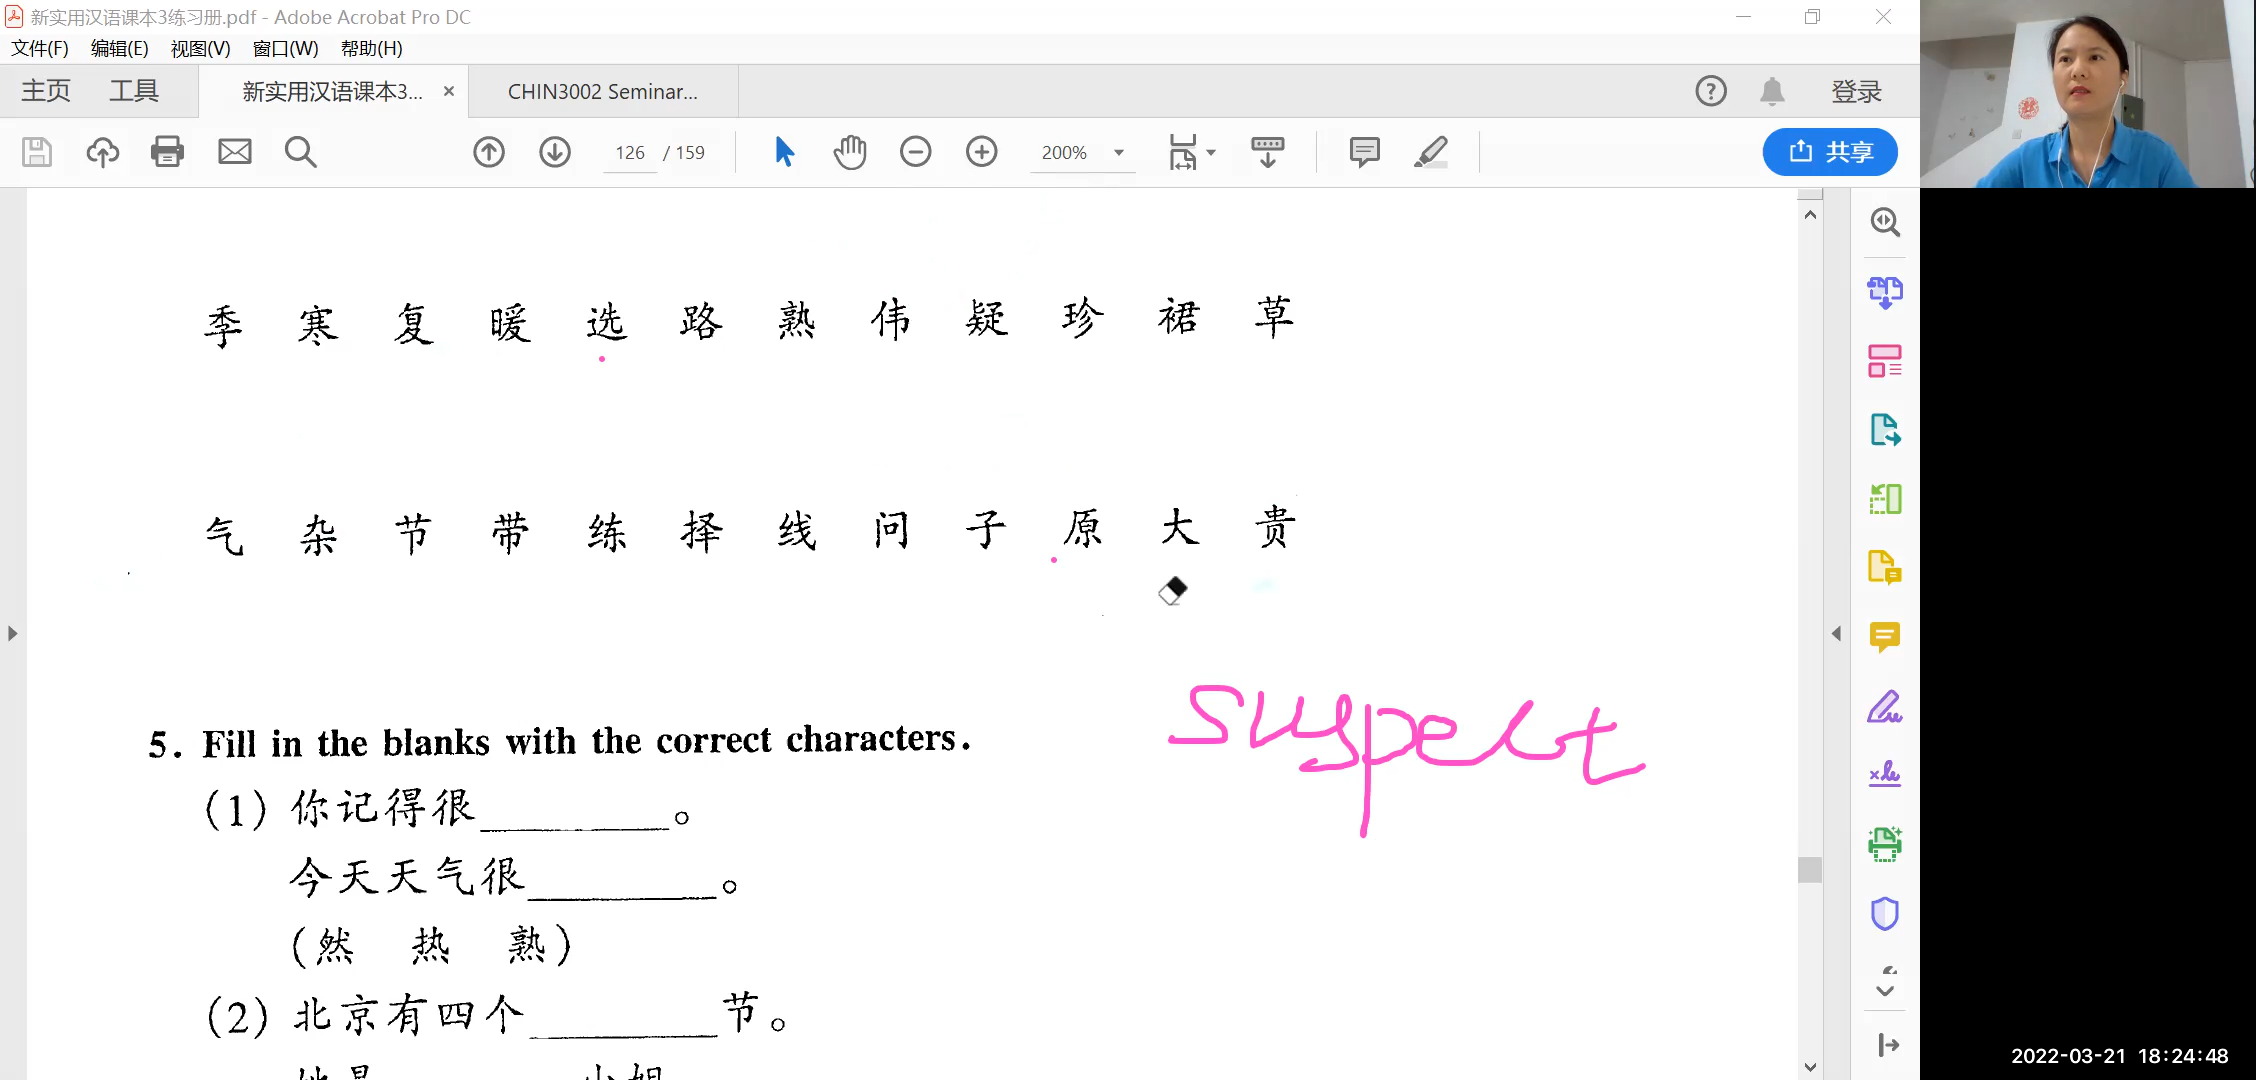 新实用汉语课本3练习册.pdf - Adobe Acrobat Pro DC
文件(F) 编辑(E) 视图(V) 窗口(W) 帮助(H)
主页 工具 新实用汉语课本3... × CHIN3002 Seminar... 登录
126 / 159 200% 共享
季 寒 复 暖 选 路 熟 伟 疑 珍 裙 草
气 杂 节 带 练 择 线 问 子 原 大 贵
suspect
5. Fill in the blanks with the correct characters.
(1) 你记得很________。
今天天气很________。
(然 热 熟)
(2) 北京有四个________节。
2022-03-21 18:24:48